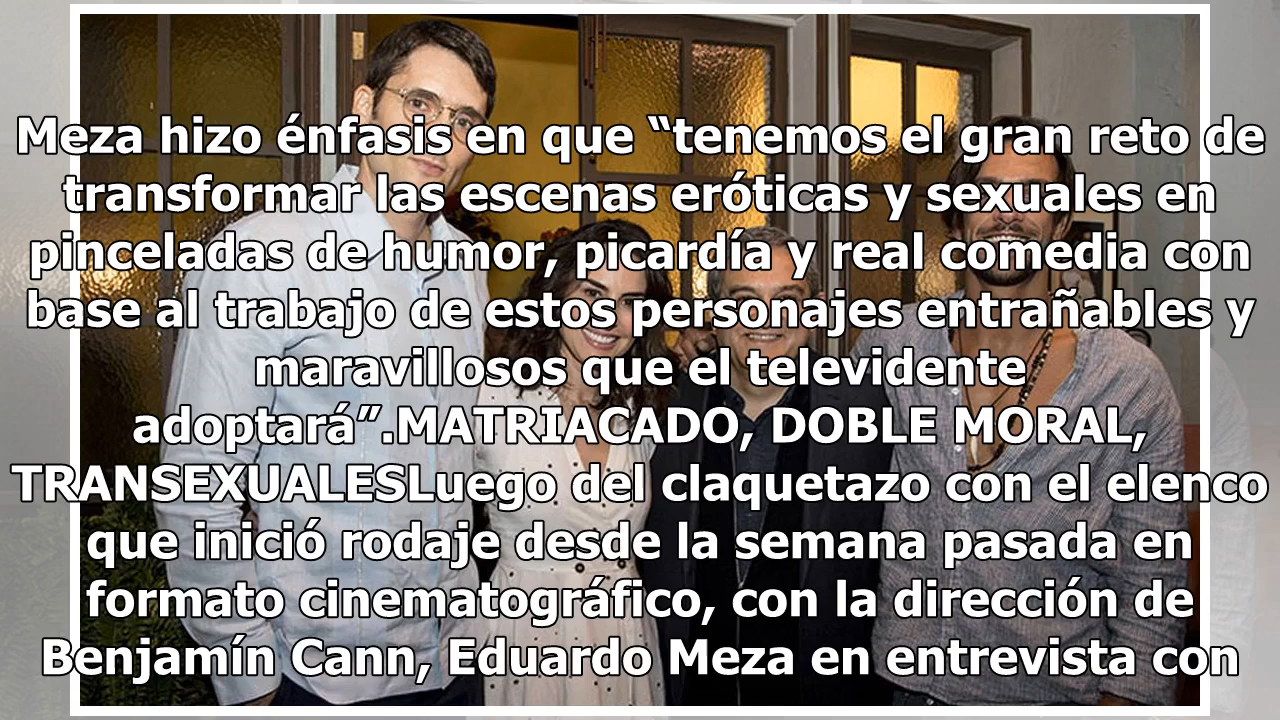 Meza hizo énfasis en que “tenemos el gran reto de
transformar las escenas eróticas y sexuales en
pinceladas de humor, picardía y real comedia con
base al trabajo de estos personajes entrañables y
maravillosos que el televidente
adoptará”.MATRIACADO, DOBLE MORAL,
TRANSEXUALESLuego del claquetazo con el elenco
que inició rodaje desde la semana pasada en
formato cinematográfico, con la dirección de
Benjamín Cann, Eduardo Meza en entrevista con